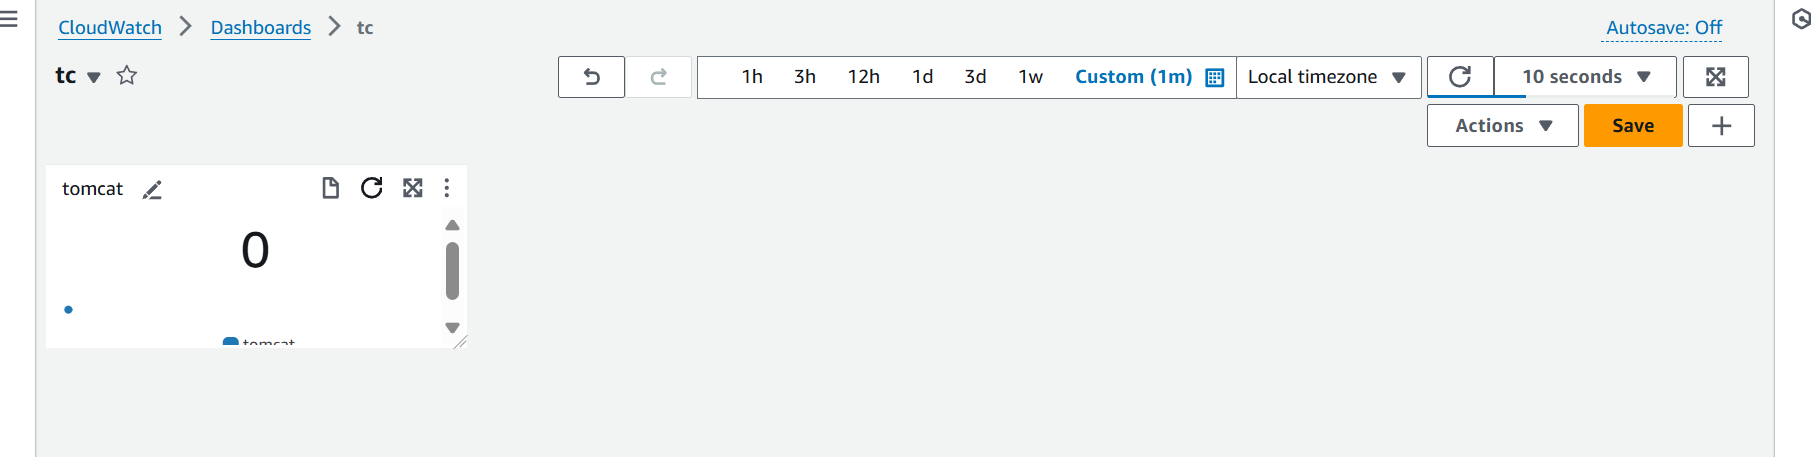 CloudWatch > Dashboards > tc
Autosave: Off
tc
1h 3h 12h 1d 3d 1w Custom (1m) Local timezone 10 seconds
Actions Save
tomcat
0
tomcat